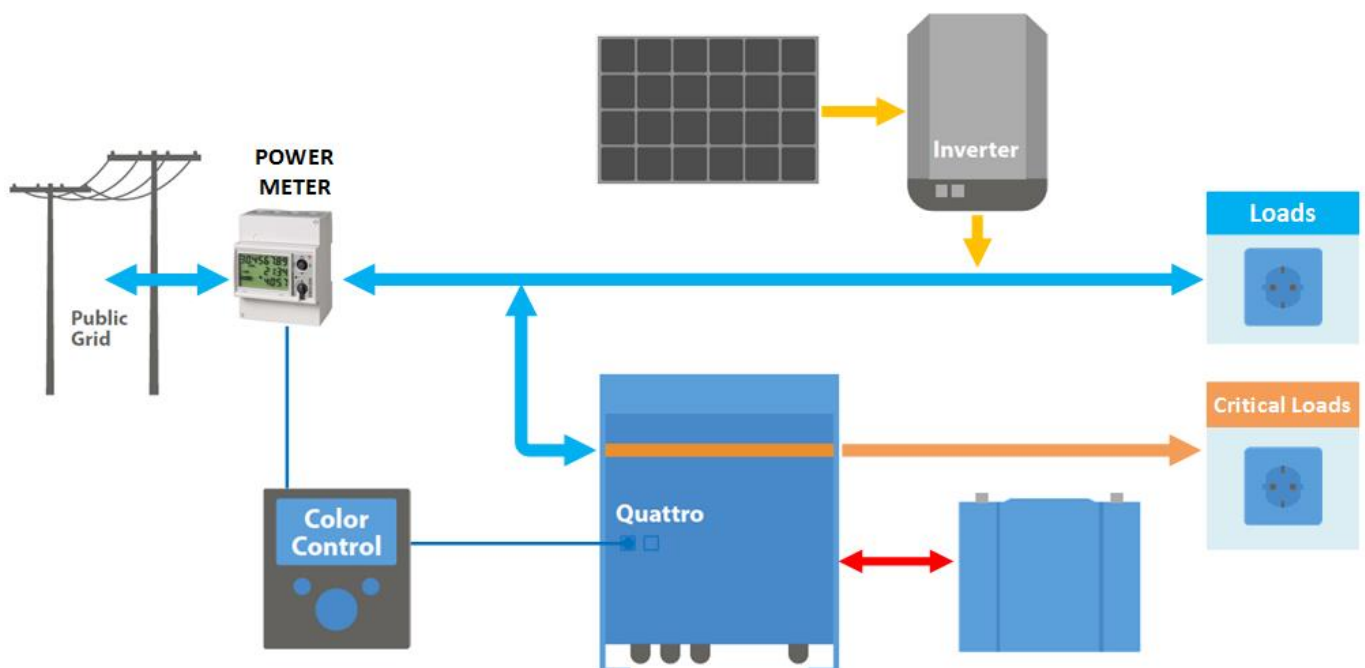 POWER
METER
Inverter
Loads
Public
Grid
Critical Loads
Quattro
Color
Control